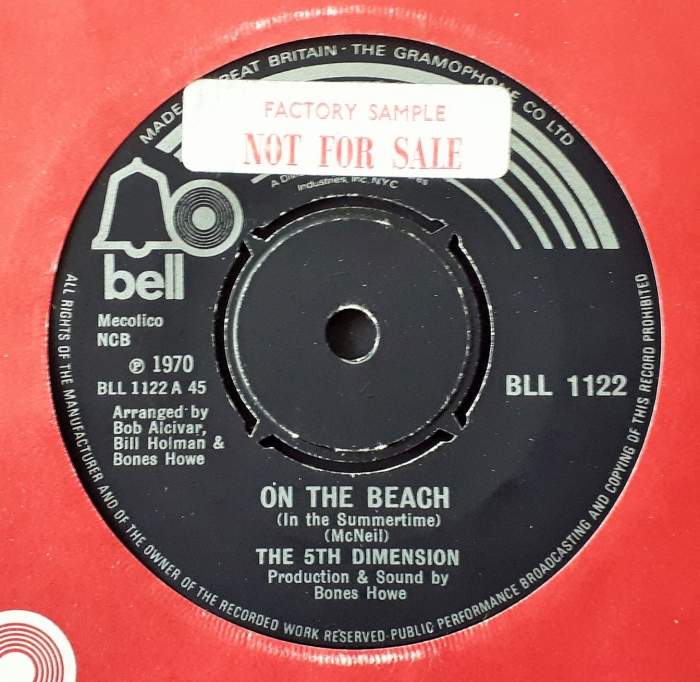 MADE GREAT BRITAIN · THE GRAMOPHONE CO LTD
FACTORY SAMPLE
NOT FOR SALE
Industries, Inc. NYC
bell
Mecolico
NCB
℗ 1970
BLL 1122 A 45
Arranged by
Bob Alcivar,
Bill Holman &
Bones Howe
BLL 1122
ON THE BEACH
(In the Summertime)
(McNeil)
THE 5TH DIMENSION
Production & Sound by
Bones Howe
ALL RIGHTS OF THE MANUFACTURER AND OF THE OWNER OF THE RECORDED WORK RESERVED·PUBLIC PERFORMANCE BROADCASTING AND COPYING OF THIS RECORD PROHIBITED